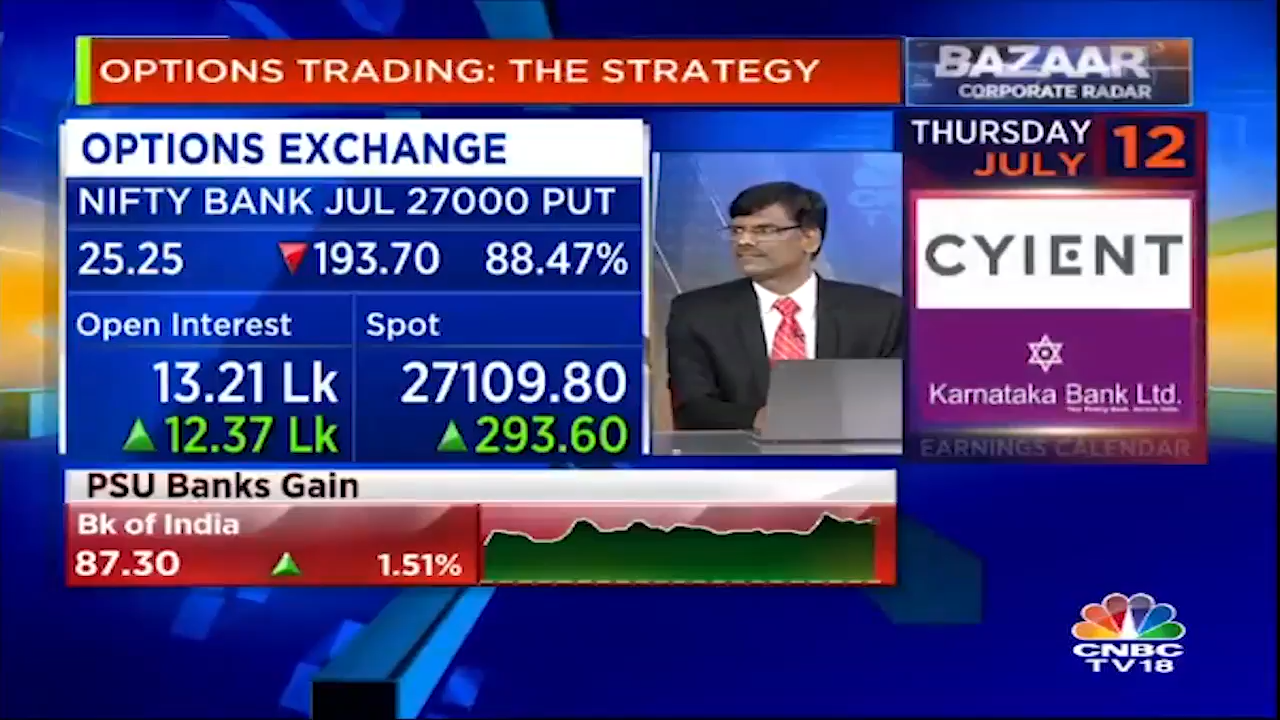 OPTIONS TRADING: THE STRATEGY
BAZAAR
CORPORATE RADAR
OPTIONS EXCHANGE
NIFTY BANK JUL 27000 PUT
25.25 ▼193.70 88.47%
Open Interest Spot
13.21 Lk 27109.80
▲12.37 Lk ▲293.60
THURSDAY
JULY 12
CYIENT
Karnataka Bank Ltd.
EARNINGS CALENDAR
PSU Banks Gain
Bk of India
87.30 ▲ 1.51%
CNBC
TV18